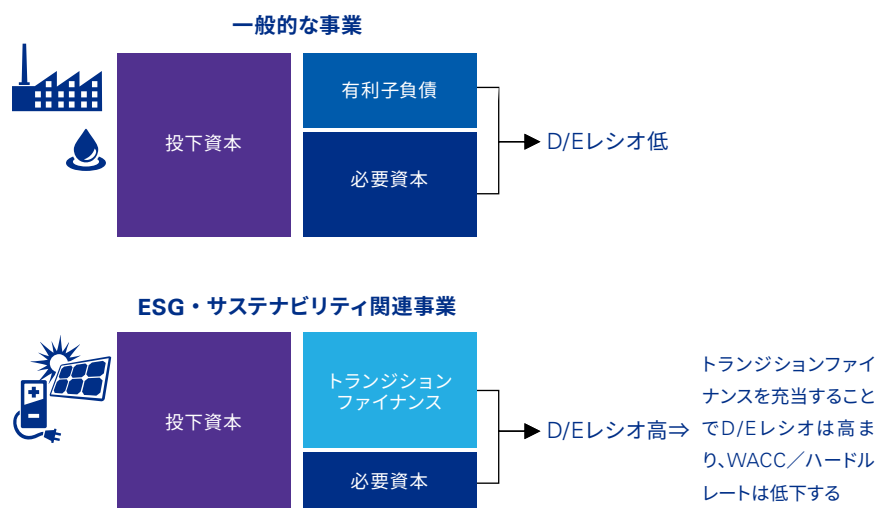 一般的な事業
投下資本
有利子負債
必要資本
D/Eレシオ低
ESG・サステナビリティ関連事業
投下資本
トランジション
ファイナンス
必要資本
D/Eレシオ高⇒
トランジションファイ
ナンスを充当すること
でD/Eレシオは高ま
り、WACC／ハードル
レートは低下する